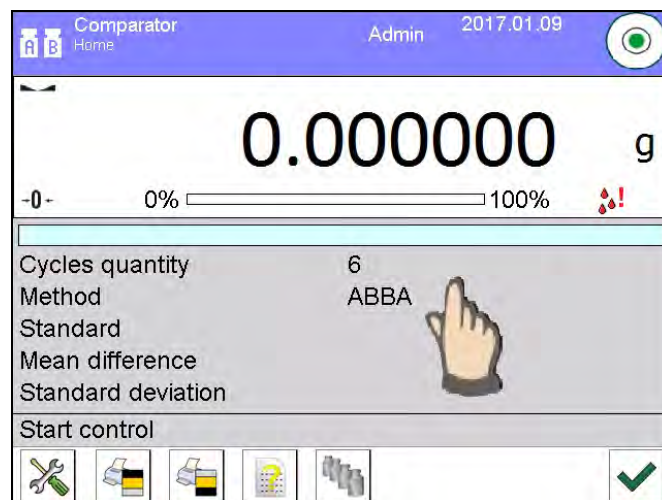 Comparator
Home
Admin
2017.01.09
A B
0.000000 g
-0-
0% 100%
!
Cycles quantity 6
Method ABBA
Standard
Mean difference
Standard deviation
Start control
?